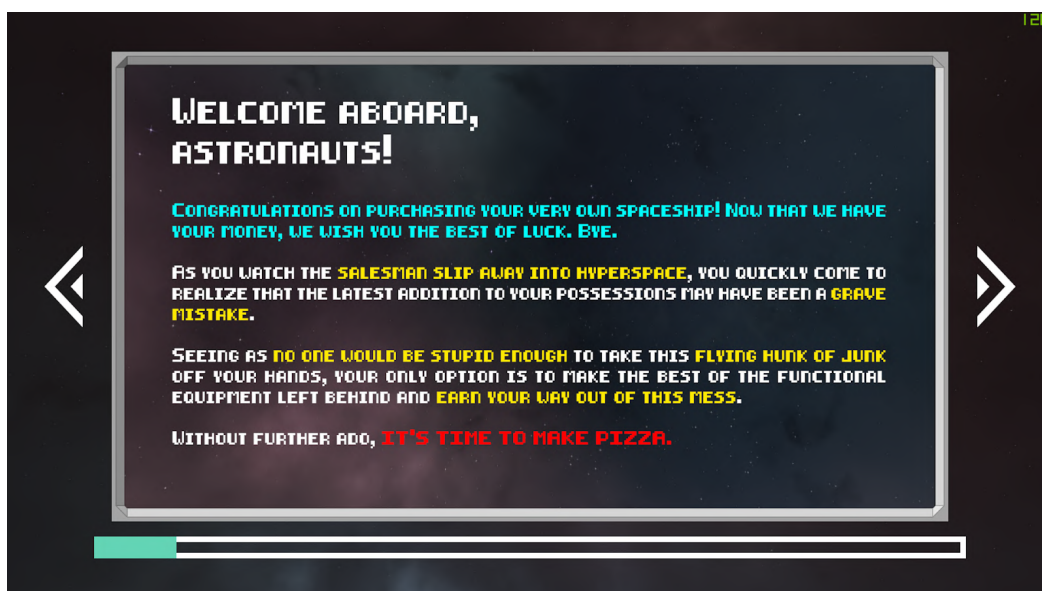 Welcome aboard,
astronauts!
Congratulations on purchasing your very own spaceship! Now that we have
your money, we wish you the best of luck. Bye.
As you watch the salesman slip away into hyperspace, you quickly come to
realize that the latest addition to your possessions may have been a grave
mistake.
Seeing as no one would be stupid enough to take this flying hunk of junk
off your hands, your only option is to make the best of the functional
equipment left behind and earn your way out of this mess.
Without further ado, it's time to make pizza.